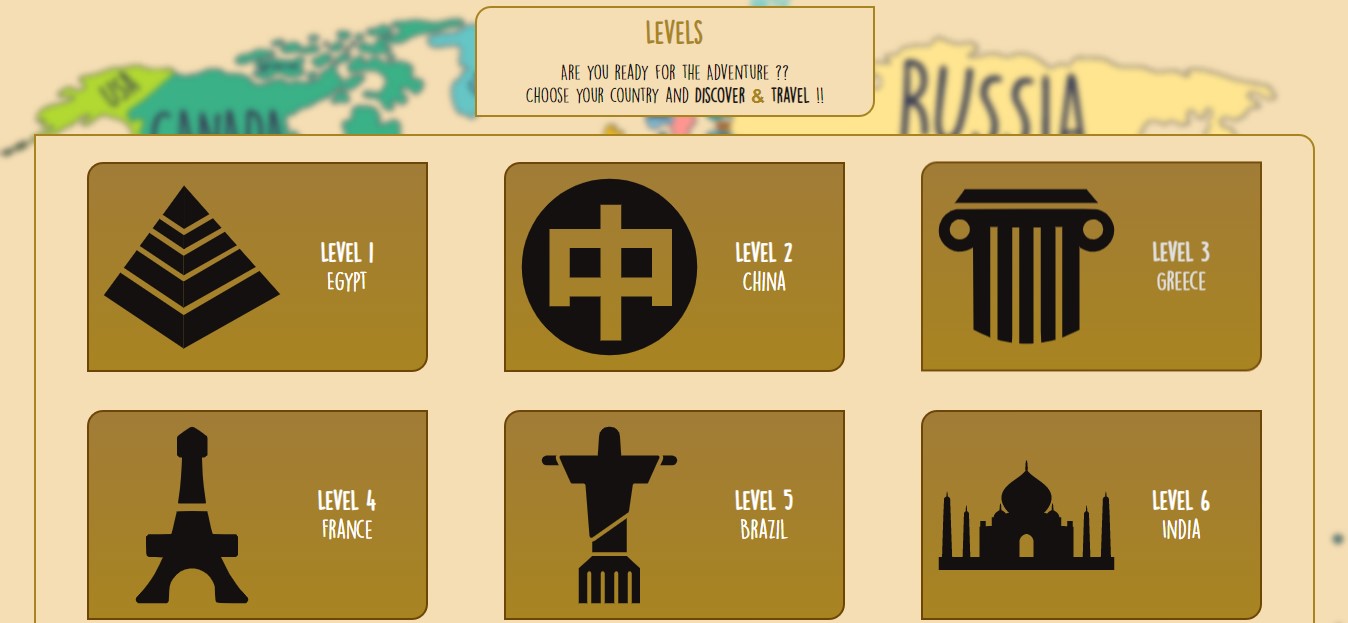 LEVELS
ARE YOU READY FOR THE ADVENTURE ??
CHOOSE YOUR COUNTRY AND DISCOVER & TRAVEL !!
USA
CANADA
RUSSIA
LEVEL 1
EGYPT
中
LEVEL 2
CHINA
LEVEL 3
GREECE
LEVEL 4
FRANCE
LEVEL 5
BRAZIL
LEVEL 6
INDIA